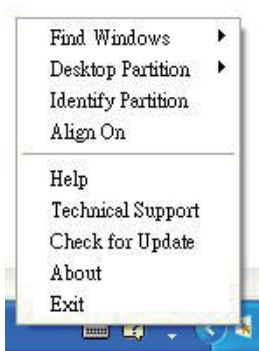 Find Windows
Desktop Partition
Identify Partition
Align On
Help
Technical Support
Check for Update
About
Exit